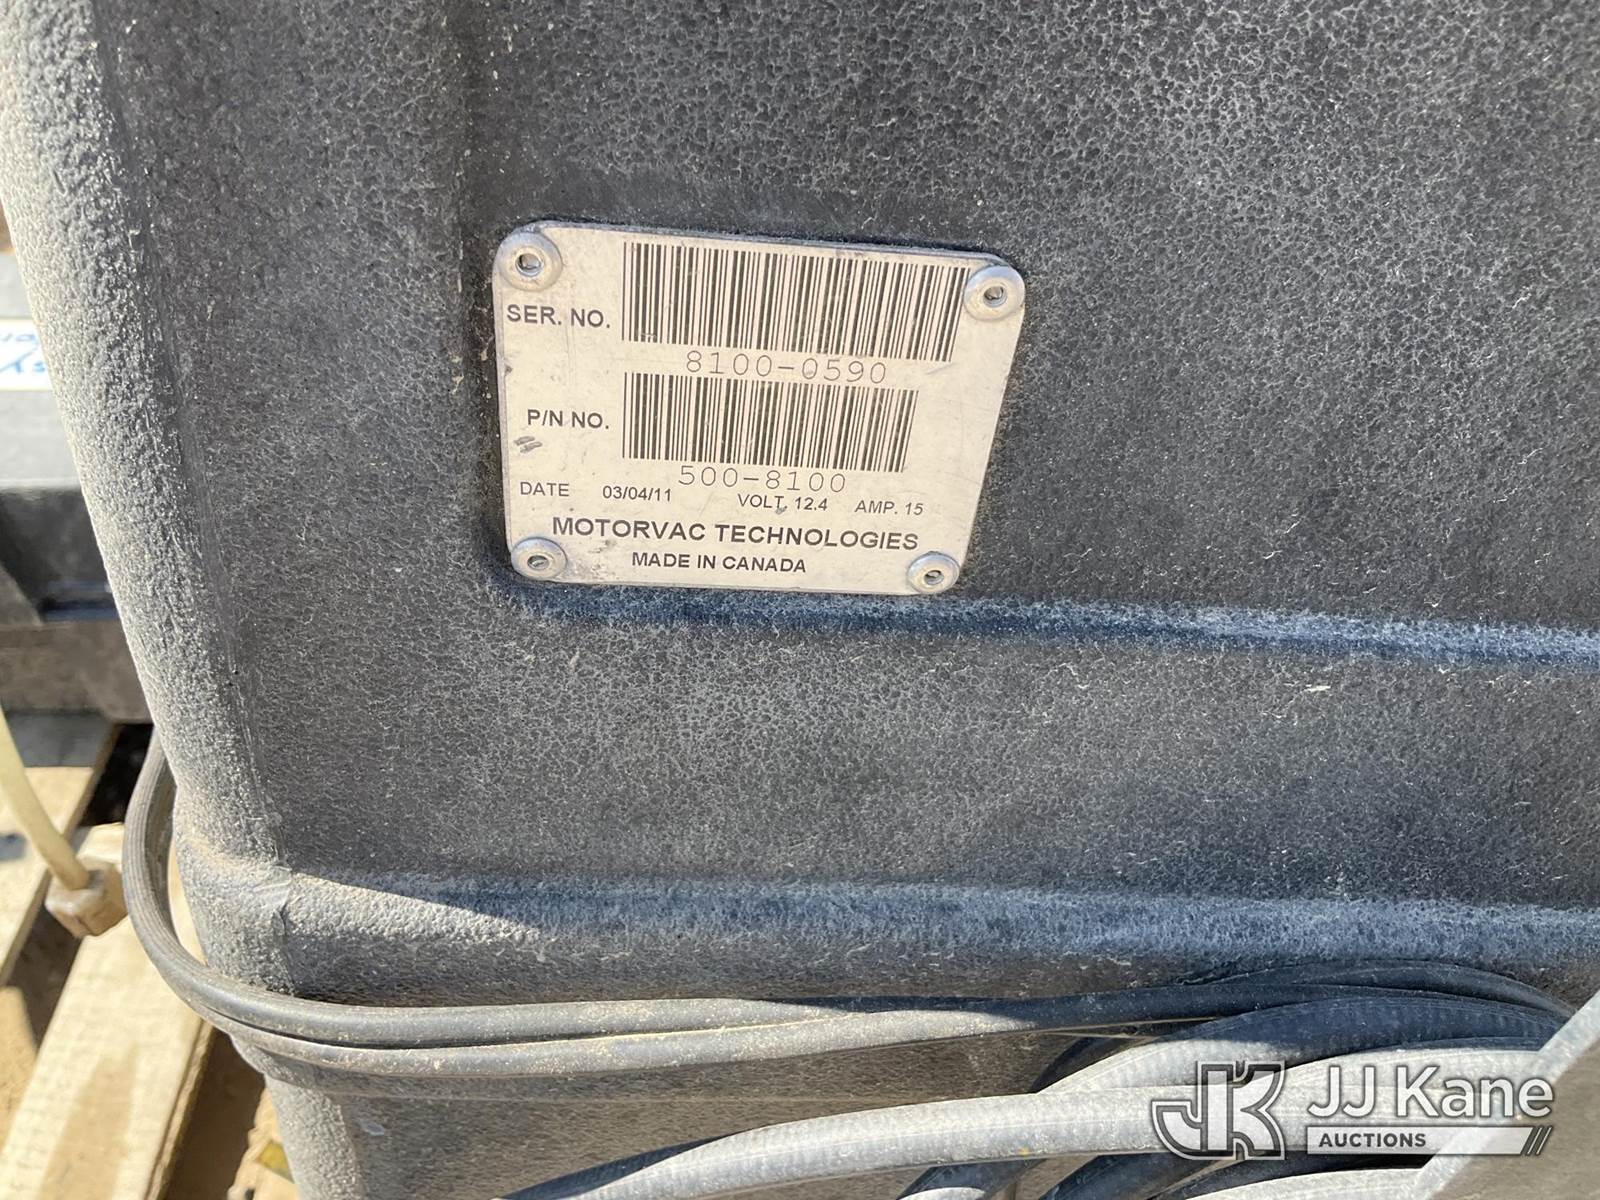 SER. NO.
8100-0590
P/N NO.
500-8100
DATE 03/04/11 VOLT. 12.4 AMP. 15
MOTORVAC TECHNOLOGIES
MADE IN CANADA
JK JJ Kane
AUCTIONS